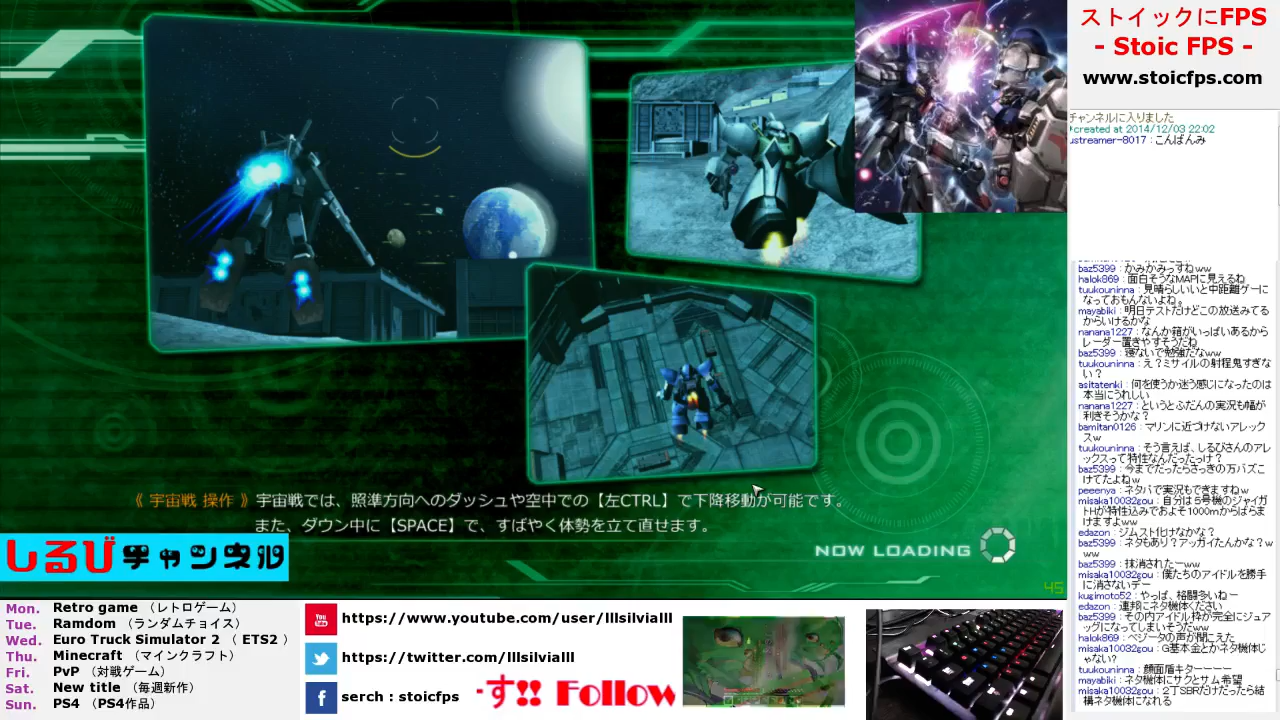 ストイックにFPS
- Stoic FPS -
www.stoicfps.com
チャンネルに入りました
created at 2014/12/03 22:02
ustreamer-8017 : こんばんみ
baz5399 : かみかみっすねww
halok869 : 面白そうなMAPに見えるね
tuukouninna : 見晴らしいいと中距離ゲーに
なっておもんないよね。
mayabiki : 明日テストだけどこの放送みてる
からいけるかな
nanana1227 : なんか箱がいっぱいあるから
レーダー置きやすそうだね
baz5399 : 寝ないで勉強だなww
tuukouninna : え？ミサイルの射程鬼すぎな
い？
asitatenki : 何を使うか迷う感じになったのは
本当にうれしい
nanana1227 : というとふだんの実況も幅が
利きそうかな？
bamitan0126 : マリンに近づけないアレック
スw
tuukouninna : そう言えば、しるびさんのアレ
ックスって特性なんだったっけ？
baz5399 : 今までだったらさっきの万バズこ
けてたよねw
peeenya : ネタバで実況もできますねw
misaka10032gou : 自分は５号機のジャイガ
トHが特性込みでおよそ1000mからばらま
けますよww
edazon : ジムスト化けなかな？
baz5399 : ネタもあり？アッガイたんかな？w
ww
baz5399 : 抹消されたーww
misaka10032gou : 僕たちのアイドルを勝手
に消さないデー
kugimoto52 : やっぱ、格闘多いねー
edazon : 連邦にネタ機体ください
baz5399 : その内アイドル枠が完全にジュア
ッグになってしまいそうだww
halok869 : ベジータの声が聞こえた
misaka10032gou : G基本金とかネタ機体じ
ゃない？
tuukouninna : 顔面盾キターーーー
mayabiki : ネタ機体にサクとサム希望
misaka10032gou : ２丁SBRだけだったら結
構ネタ機体になれる
《 宇宙戦 操作 》宇宙戦では、照準方向へのダッシュや空中での【左CTRL】で下降移動が可能です。
また、ダウン中に【SPACE】で、すばやく体勢を立て直せます。
NOW LOADING
45
しるびチャンネル
Mon. Retro game （レトロゲーム）
Tue. Ramdom （ランダムチョイス）
Wed. Euro Truck Simulator 2 （ ETS2 ）
Thu. Minecraft （マインクラフト）
Fri. PvP （対戦ゲーム）
Sat. New title （毎週新作）
Sun. PS4 （PS4作品）
You
Tube
https://www.youtube.com/user/lllsilvialll
https://twitter.com/lllsilvialll
f serch : stoicfps
す!! Follow